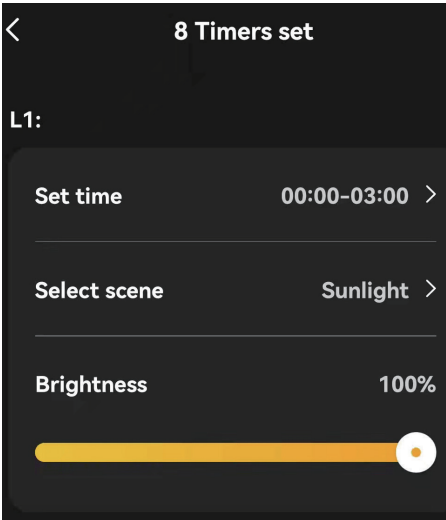 8 Timers set
L1:
Set time 00:00-03:00
Select scene Sunlight
Brightness 100%